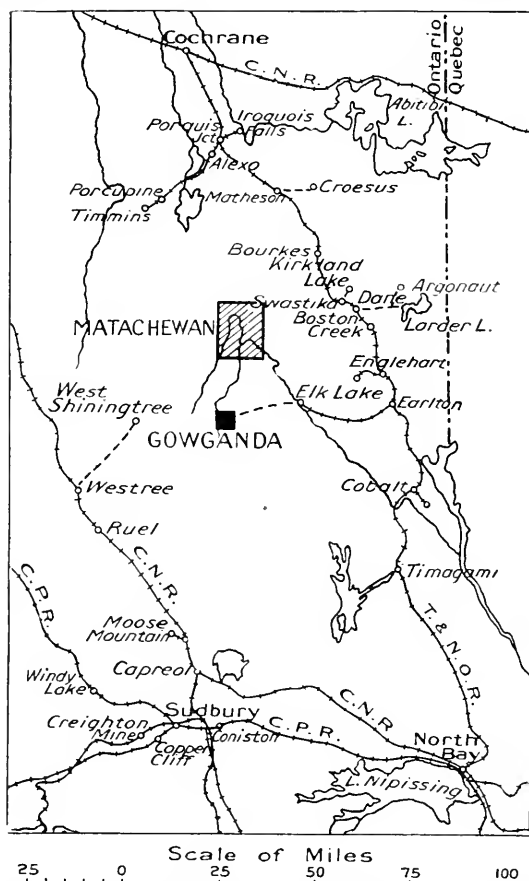 Cochrane
C.N.R.
Ontario
Quebec
Abitibi
L.
Iroquois
Falls
Porquis
Jct.
Alexo
Porcupine
Timmins
Matheson
Croesus
Bourkes
Kirkland
Lake
Argonaut
Swastika
Dane
Larder L.
Boston
Creek
MATACHEWAN
Englehart
West
Shiningtree
Elk Lake
Earlton
GOWGANDA
Westree
Cobalt
Ruel
C.N.R.
Timagami
C.P.R.
Moose
Mountain
T. & N.O.R.
Capreol
Windy
Lake
C.N.R.
Sudbury
C.P.R.
Creighton
Mine
Copper
Cliff
Coniston
North
Bay
L. Nipissing
Scale of Miles
25 0 25 50 75 100